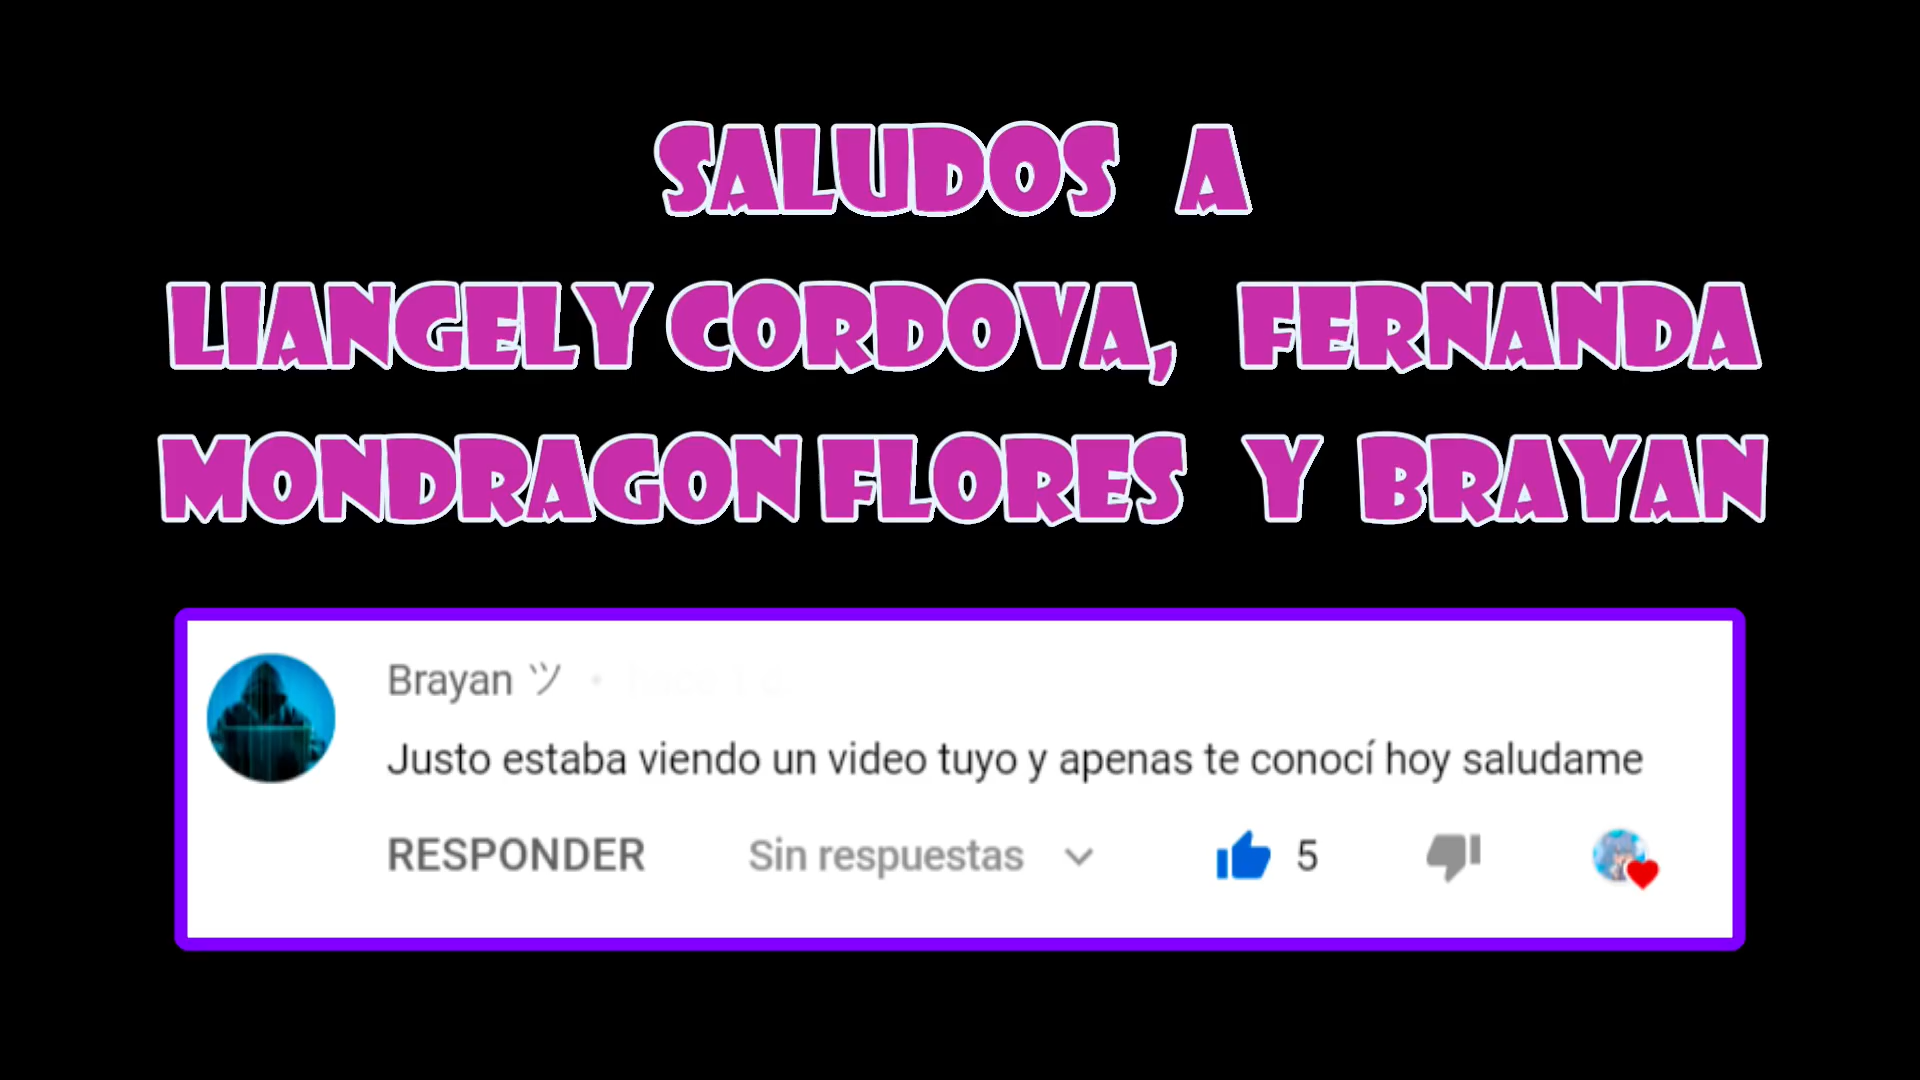 SALUDOS A
LIANGELY CORDOVA, FERNANDA
MONDRAGON FLORES Y BRAYAN
Brayan ツ •
Justo estaba viendo un video tuyo y apenas te conocí hoy saludame
RESPONDER Sin respuestas 5